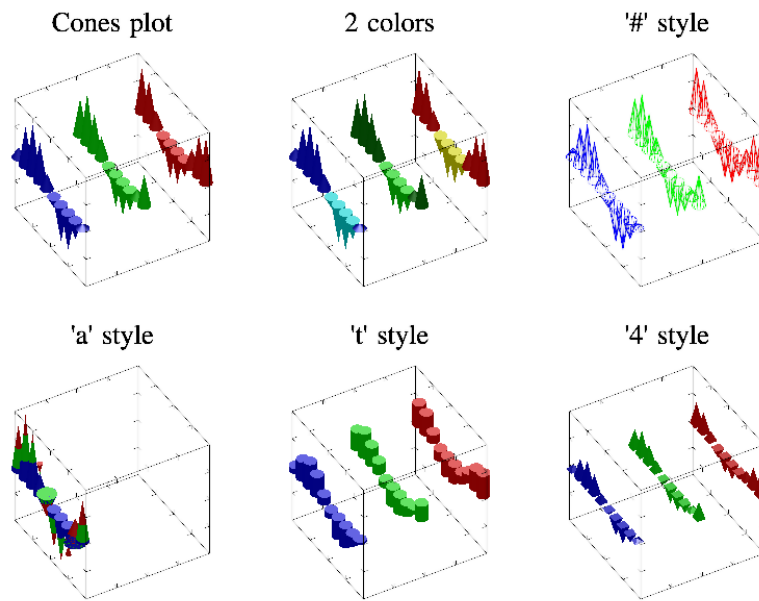 Cones plot
2 colors
'#' style
'a' style
't' style
'4' style